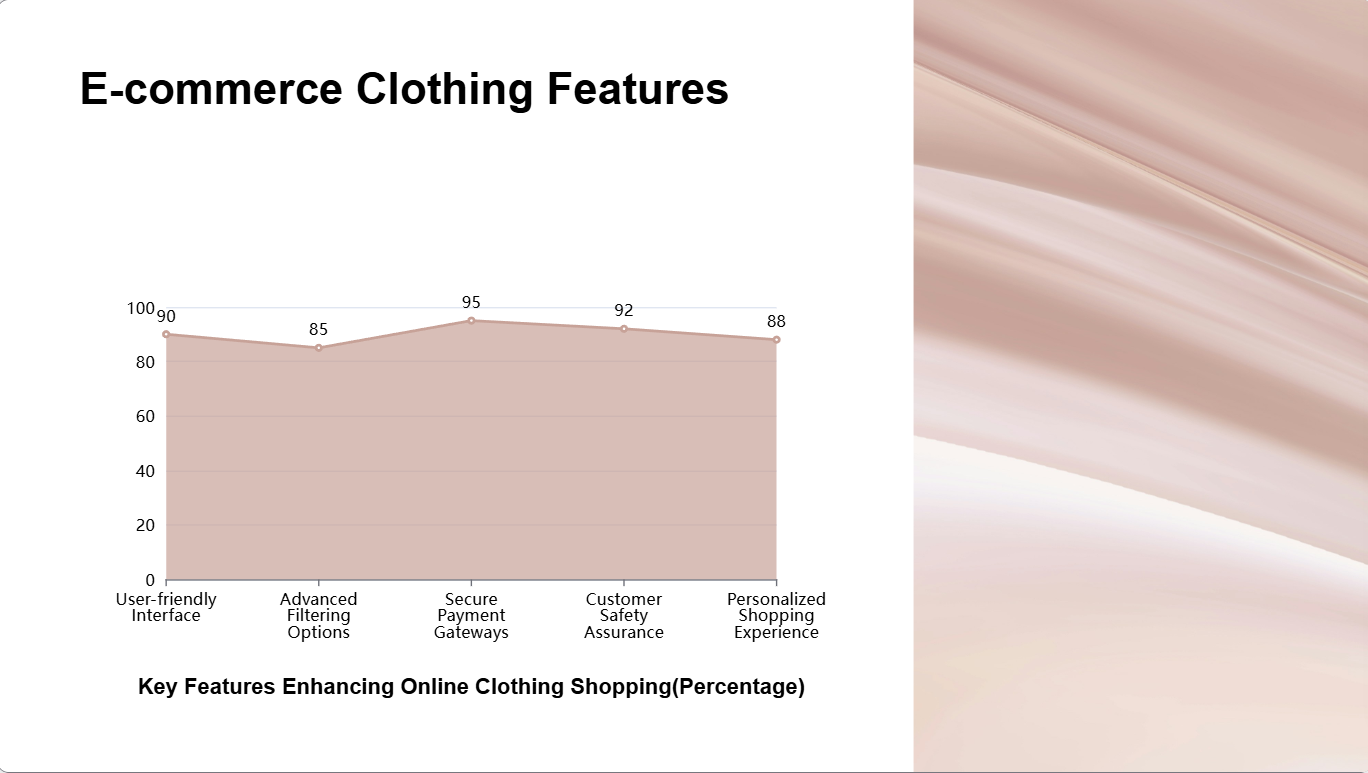 E-commerce Clothing Features
100
80
60
40
20
0
90
85
95
92
88
User-friendly
Interface
Advanced
Filtering
Options
Secure
Payment
Gateways
Customer
Safety
Assurance
Personalized
Shopping
Experience
Key Features Enhancing Online Clothing Shopping(Percentage)